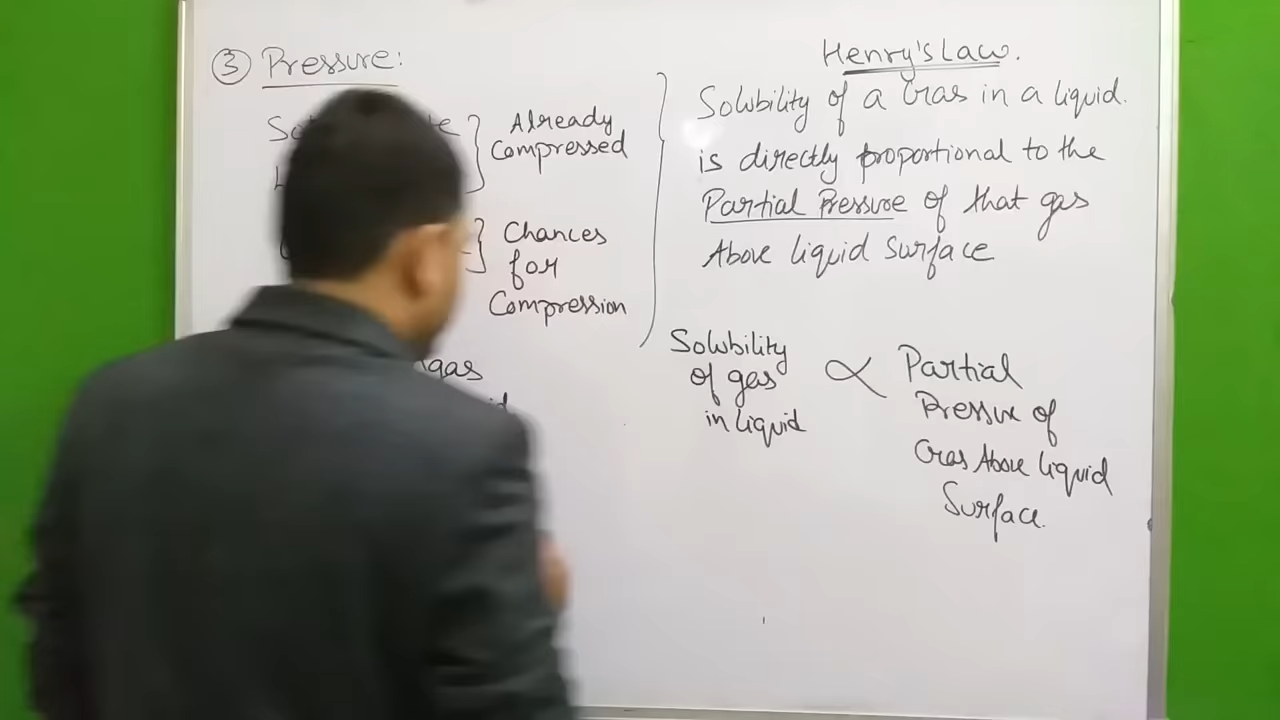 ③ Pressure:
Already
Compressed
Chances
for
Compression
gas
Henry's Law.
Solubility of a Gas in a liquid.
is directly proportional to the
Partial Pressure of that gas
Above liquid Surface
Solubility
of gas
in liquid
∝
Partial
Pressure of
Gas Above liquid
Surface.